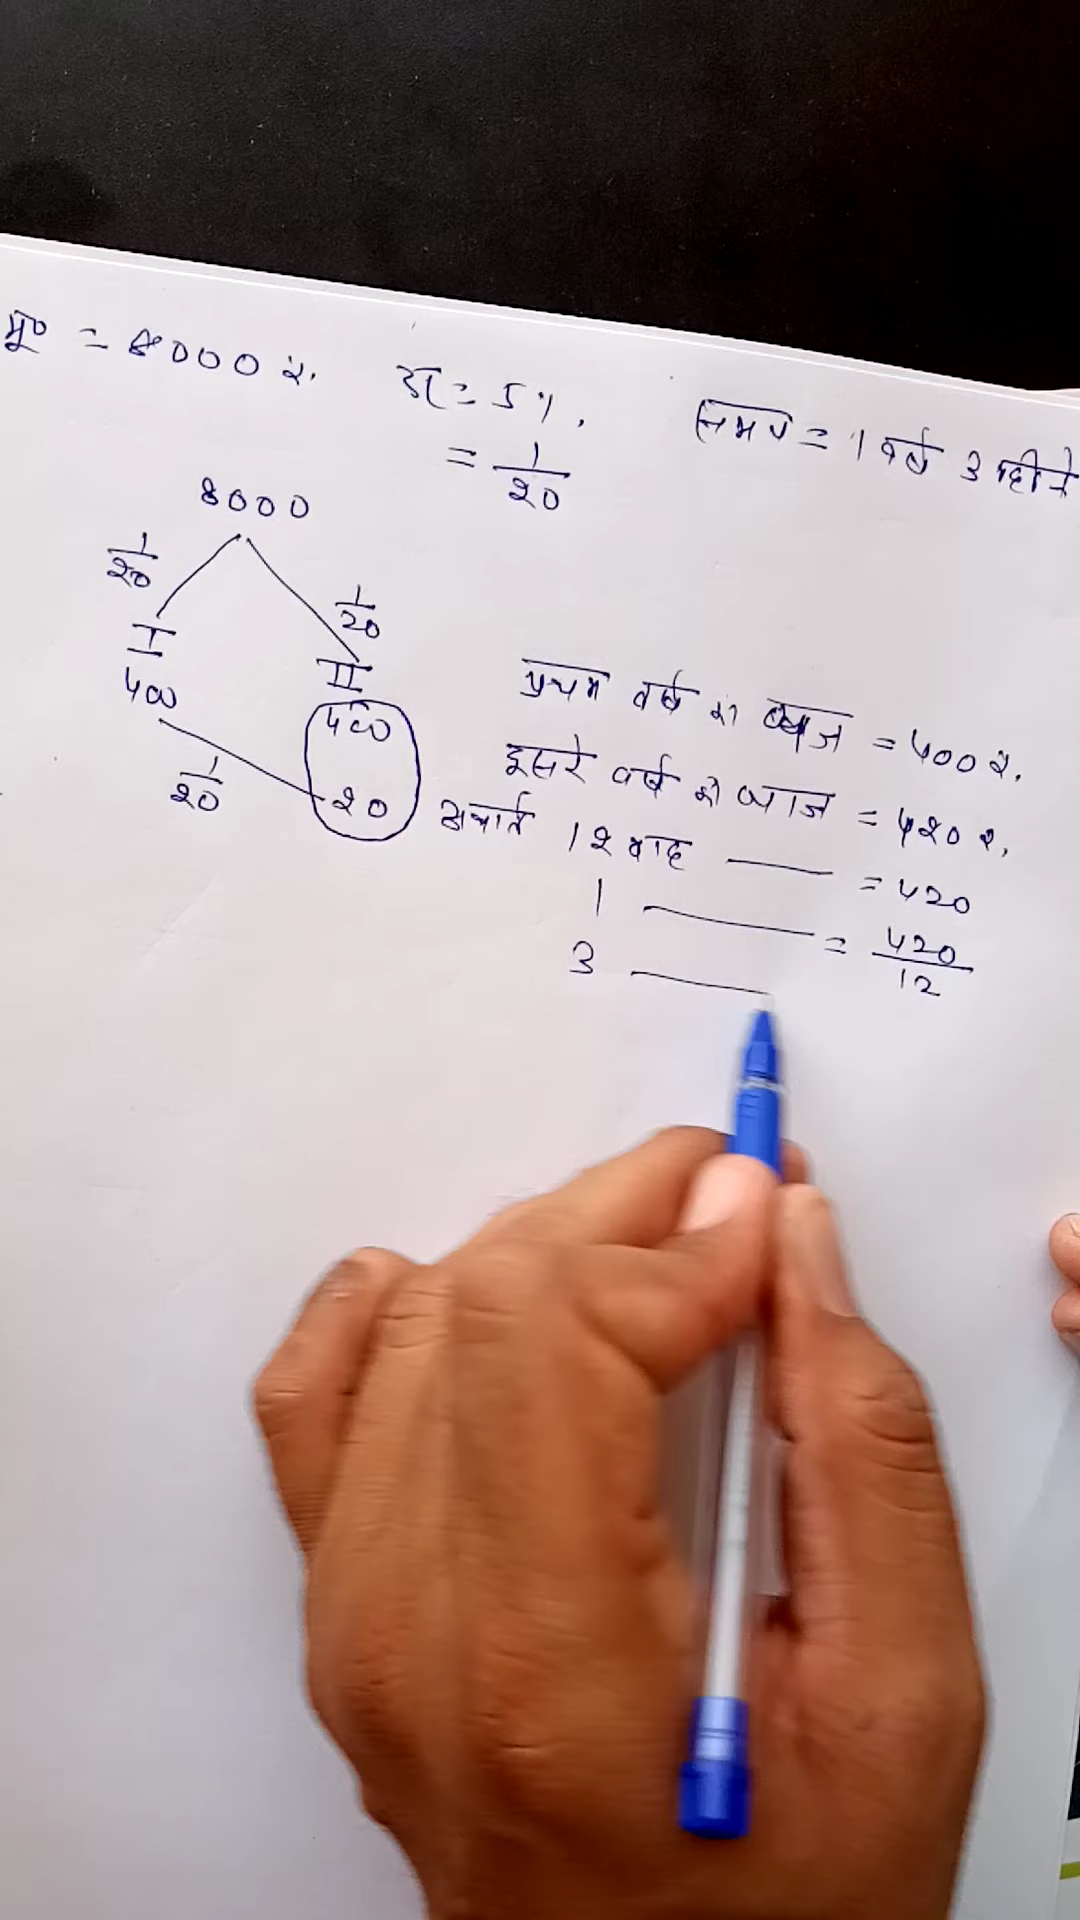 मू० = 8000 रु. दर = 5%. समय = 1 वर्ष 3 महीने
= 1/20
8000
1/20 1/20
I II
400 400
1/20 20
प्रथम वर्ष का ब्याज = 400 रु.
दूसरे वर्ष का ब्याज = 420 रु.
अर्थात 12 माह —— = 420
1 —— = 420/12
3 ——